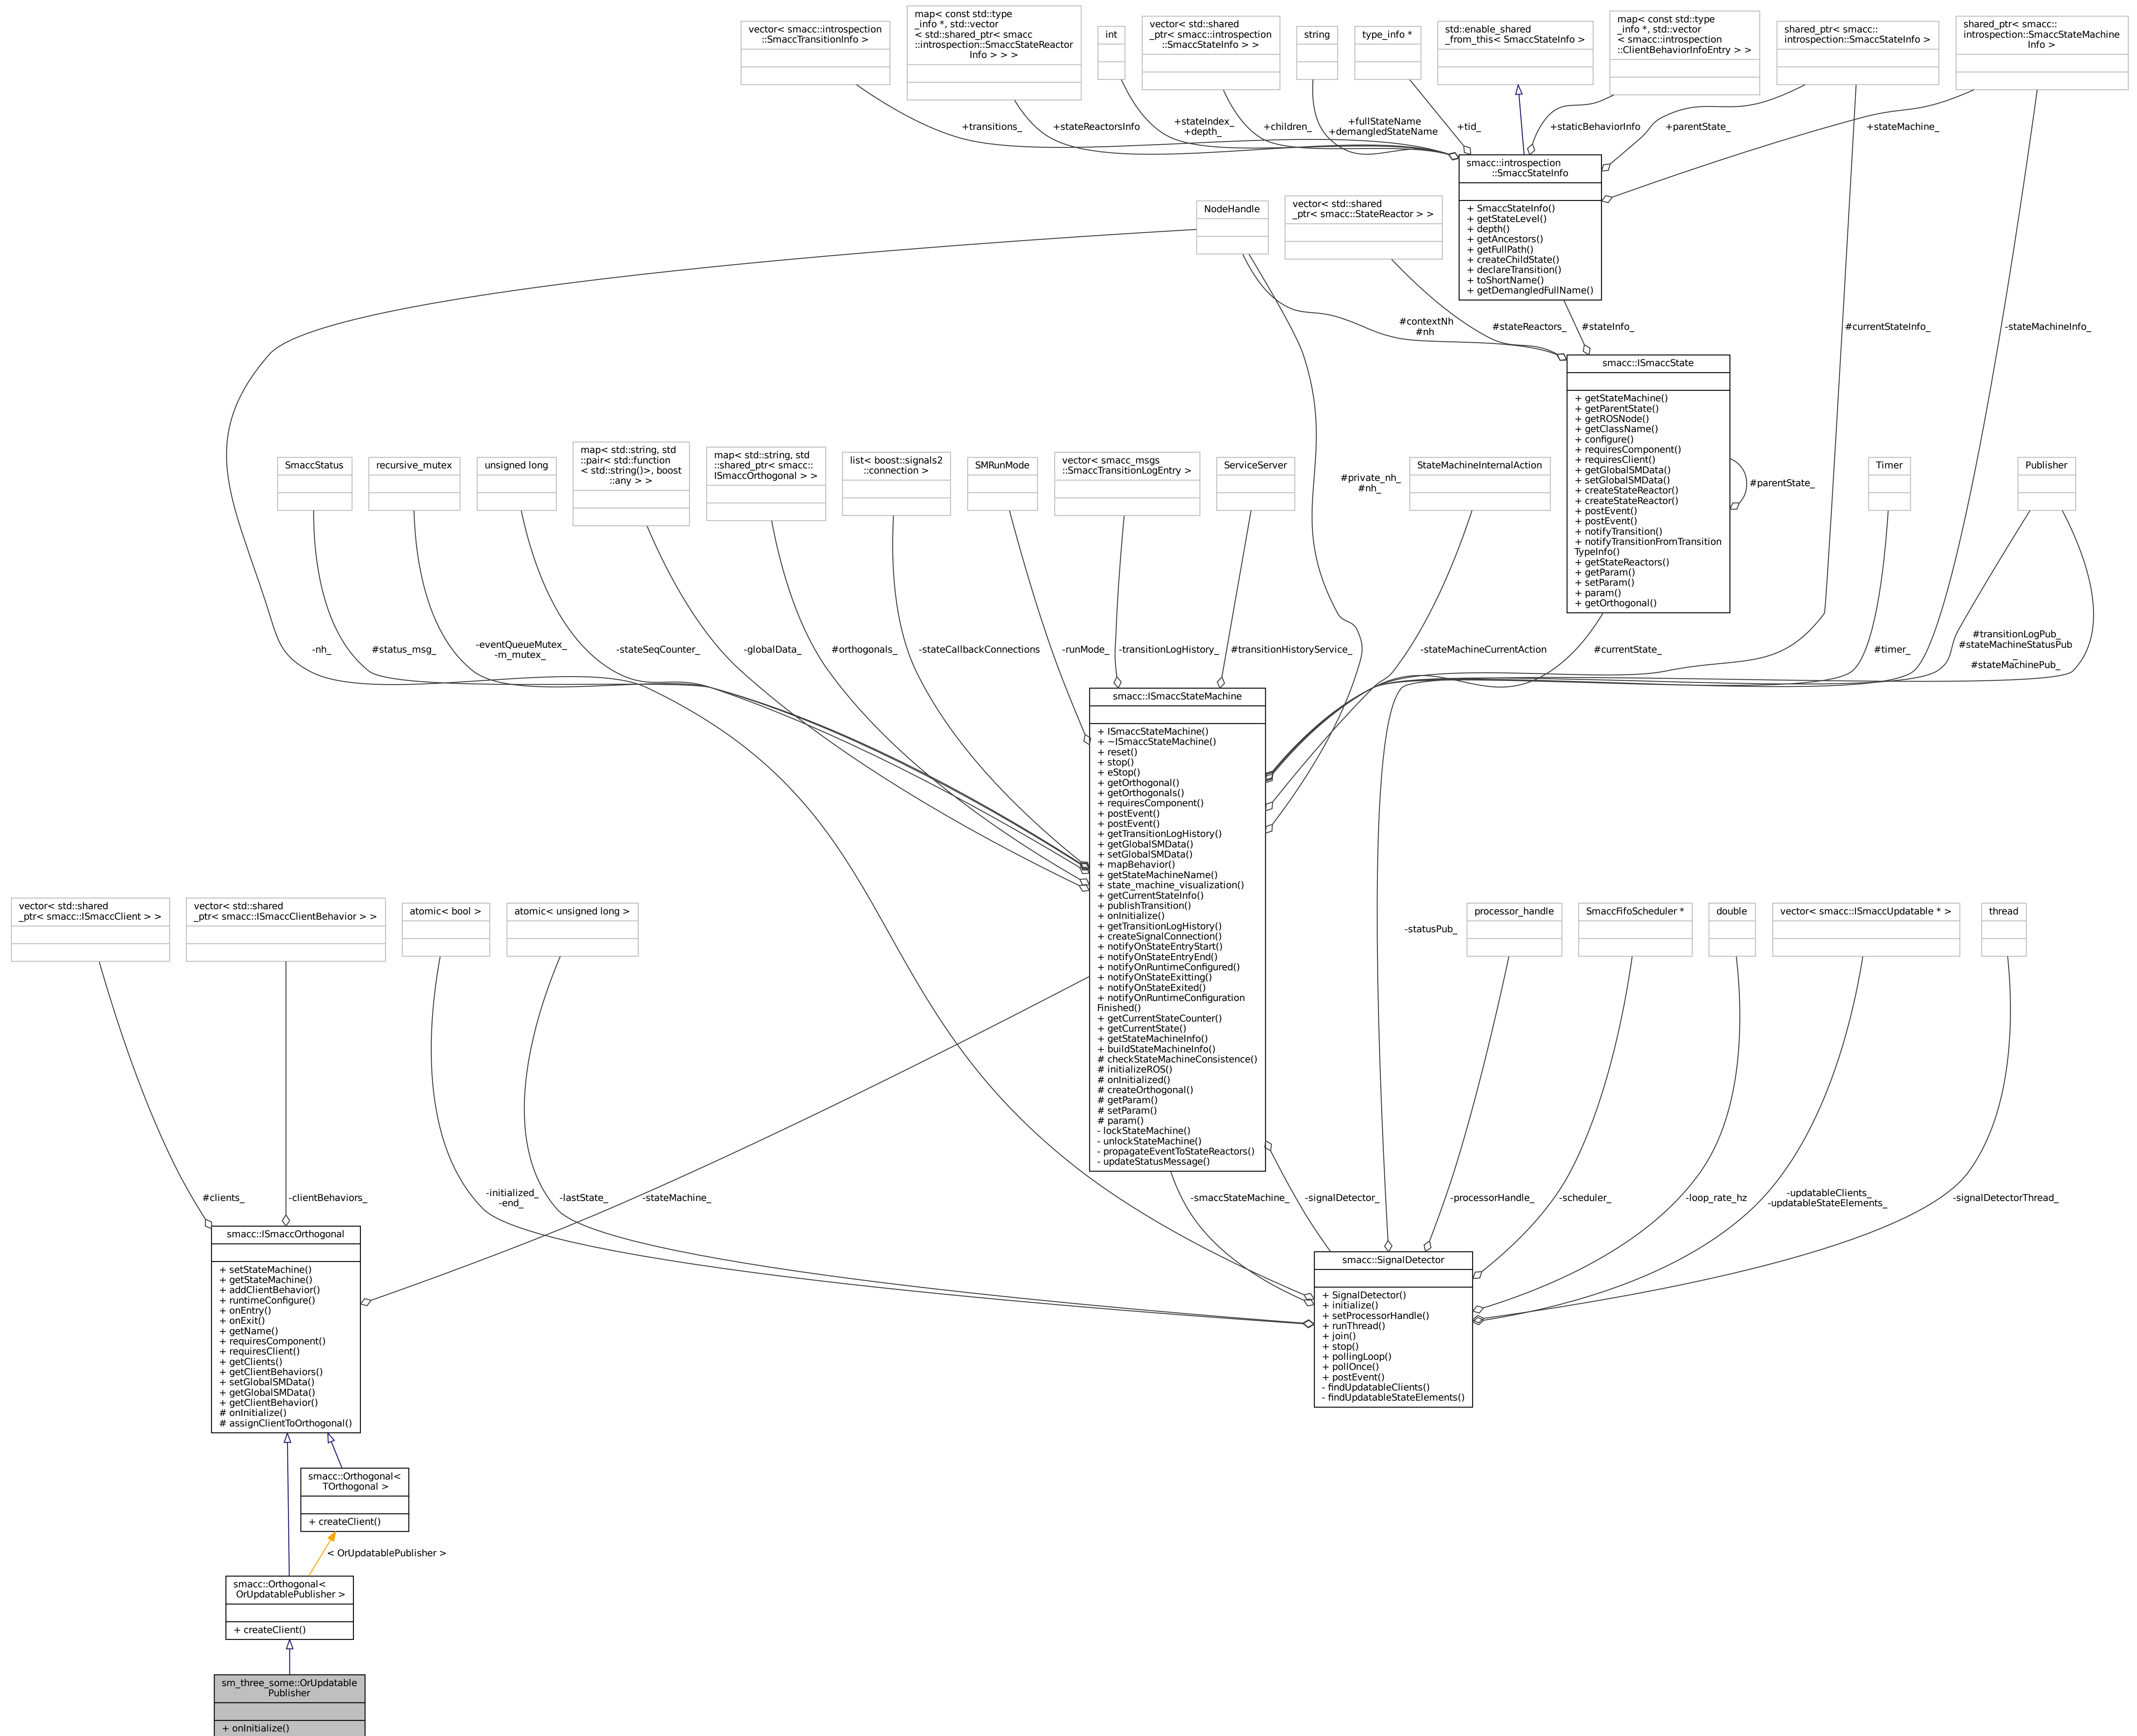 vector< smacc::introspection
::SmaccTransitionInfo >
map< const std::type
_info *, std::vector
< std::shared_ptr< smacc
::introspection::SmaccStateReactor
Info > > >
int
vector< std::shared
_ptr< smacc::introspection
::SmaccStateInfo > >
string
type_info *
std::enable_shared
_from_this< SmaccStateInfo >
map< const std::type
_info *, std::vector
< smacc::introspection
::ClientBehaviorInfoEntry > >
shared_ptr< smacc::
introspection::SmaccStateInfo >
shared_ptr< smacc::
introspection::SmaccStateMachine
Info >
+transitions_
+stateReactorsInfo
+stateIndex_
+depth_
+children_
+fullStateName
+demangledStateName
+tid_
+staticBehaviorInfo
+parentState_
+stateMachine_
smacc::introspection
::SmaccStateInfo
+ SmaccStateInfo()
+ getStateLevel()
+ depth()
+ getAncestors()
+ getFullPath()
+ createChildState()
+ declareTransition()
+ toShortName()
+ getDemangledFullName()
NodeHandle
vector< std::shared
_ptr< smacc::StateReactor > >
#contextNh
#nh
#stateReactors_
#stateInfo_
#currentStateInfo_
-stateMachineInfo_
smacc::ISmaccState
+ getStateMachine()
+ getParentState()
+ getROSNode()
+ getClassName()
+ configure()
+ requiresComponent()
+ requiresClient()
+ getGlobalSMData()
+ setGlobalSMData()
+ createStateReactor()
+ createStateReactor()
+ postEvent()
+ postEvent()
+ notifyTransition()
+ notifyTransitionFromTransition
TypeInfo()
+ getStateReactors()
+ getParam()
+ setParam()
+ param()
+ getOrthogonal()
#parentState_
SmaccStatus
recursive_mutex
unsigned long
map< std::string, std
::pair< std::function
< std::string()>, boost
::any > >
map< std::string, std
::shared_ptr< smacc::
ISmaccOrthogonal > >
list< boost::signals2
::connection >
SMRunMode
vector< smacc_msgs
::SmaccTransitionLogEntry >
ServiceServer
#private_nh_
#nh_
StateMachineInternalAction
Timer
Publisher
-nh_
#status_msg_
-eventQueueMutex_
-m_mutex_
-stateSeqCounter_
-globalData_
#orthogonals_
-stateCallbackConnections
-runMode_
-transitionLogHistory_
#transitionHistoryService_
-stateMachineCurrentAction
#currentState_
#timer_
#transitionLogPub_
#stateMachineStatusPub
_
#stateMachinePub_
smacc::ISmaccStateMachine
+ ISmaccStateMachine()
+ ~ISmaccStateMachine()
+ reset()
+ stop()
+ eStop()
+ getOrthogonal()
+ getOrthogonals()
+ requiresComponent()
+ postEvent()
+ postEvent()
+ getTransitionLogHistory()
+ getGlobalSMData()
+ setGlobalSMData()
+ mapBehavior()
+ getStateMachineName()
+ state_machine_visualization()
+ getCurrentStateInfo()
+ publishTransition()
+ onInitialize()
+ getTransitionLogHistory()
+ createSignalConnection()
+ notifyOnStateEntryStart()
+ notifyOnStateEntryEnd()
+ notifyOnRuntimeConfigured()
+ notifyOnStateExitting()
+ notifyOnStateExited()
+ notifyOnRuntimeConfiguration
Finished()
+ getCurrentStateCounter()
+ getCurrentState()
+ getStateMachineInfo()
+ buildStateMachineInfo()
# checkStateMachineConsistence()
# initializeROS()
# onInitialized()
# createOrthogonal()
# getParam()
# setParam()
# param()
- lockStateMachine()
- unlockStateMachine()
- propagateEventToStateReactors()
- updateStatusMessage()
vector< std::shared
_ptr< smacc::ISmaccClient > >
vector< std::shared
_ptr< smacc::ISmaccClientBehavior > >
atomic< bool >
atomic< unsigned long >
-statusPub_
processor_handle
SmaccFifoScheduler *
double
vector< smacc::ISmaccUpdatable * >
thread
#clients_
-clientBehaviors_
-initialized_
-end_
-lastState_
-stateMachine_
-smaccStateMachine_
-signalDetector_
-processorHandle_
-scheduler_
-loop_rate_hz
-updatableClients_
-updatableStateElements_
-signalDetectorThread_
smacc::ISmaccOrthogonal
+ setStateMachine()
+ getStateMachine()
+ addClientBehavior()
+ runtimeConfigure()
+ onEntry()
+ onExit()
+ getName()
+ requiresComponent()
+ requiresClient()
+ getClients()
+ getClientBehaviors()
+ setGlobalSMData()
+ getGlobalSMData()
+ getClientBehavior()
# onInitialize()
# assignClientToOrthogonal()
smacc::SignalDetector
+ SignalDetector()
+ initialize()
+ setProcessorHandle()
+ runThread()
+ join()
+ stop()
+ pollingLoop()
+ pollOnce()
+ postEvent()
- findUpdatableClients()
- findUpdatableStateElements()
smacc::Orthogonal<
TOrthogonal >
+ createClient()
< OrUpdatablePublisher >
smacc::Orthogonal<
OrUpdatablePublisher >
+ createClient()
sm_three_some::OrUpdatable
Publisher
+ onInitialize()